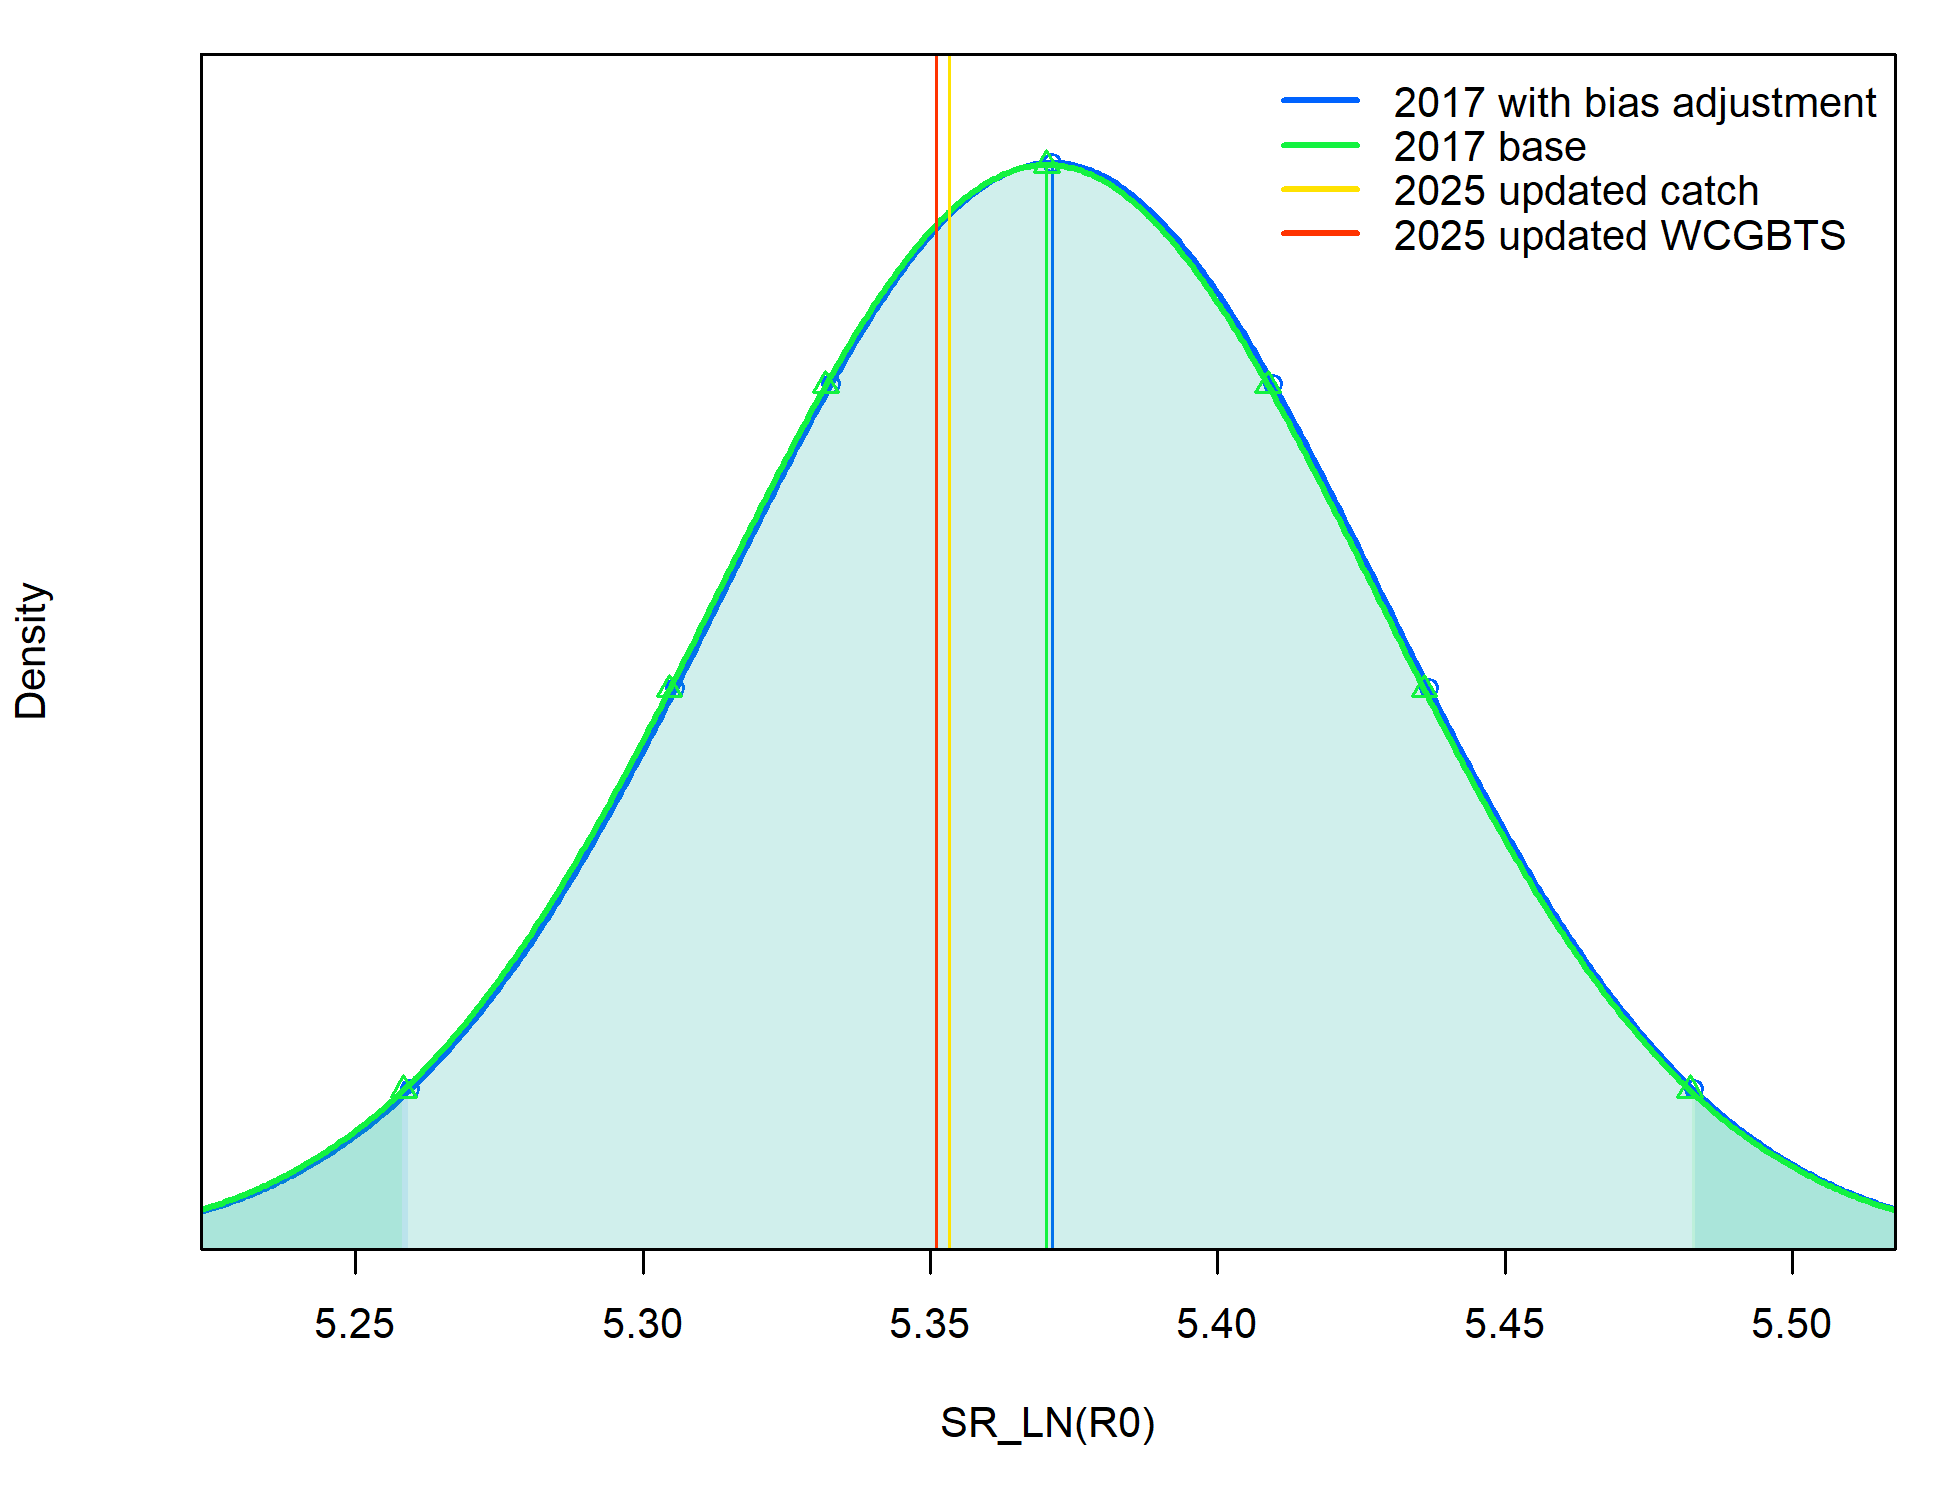 2017 with bias adjustment
2017 base
2025 updated catch
2025 updated WCGBTS
Density
5.25 5.30 5.35 5.40 5.45 5.50
SR_LN(R0)